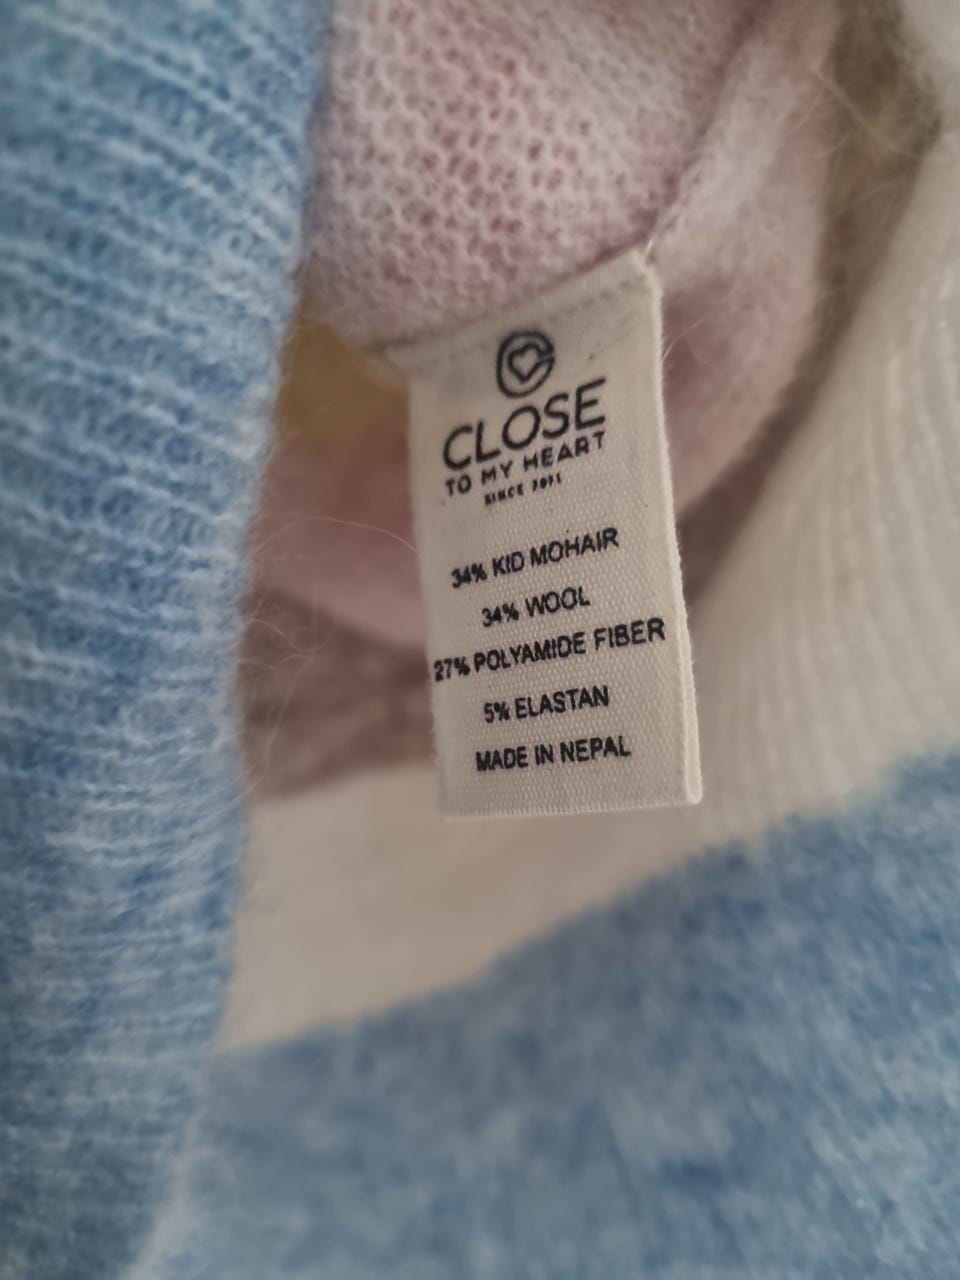 CLOSE
TO MY HEART
SINCE
34% KID MOHAIR
34% WOOL
27% POLYAMIDE FIBER
5% ELASTAN
MADE IN NEPAL